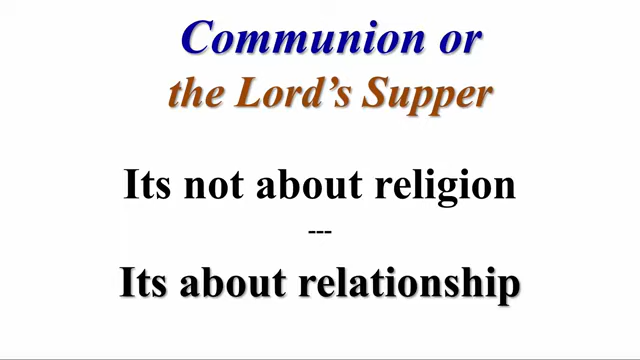 Communion or
the Lord’s Supper
Its not about religion
---
Its about relationship